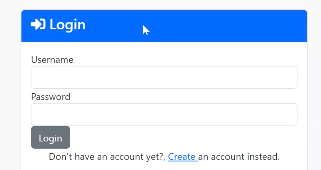 Login
Username
Password
Login
Don't have an account yet?, Create an account instead.